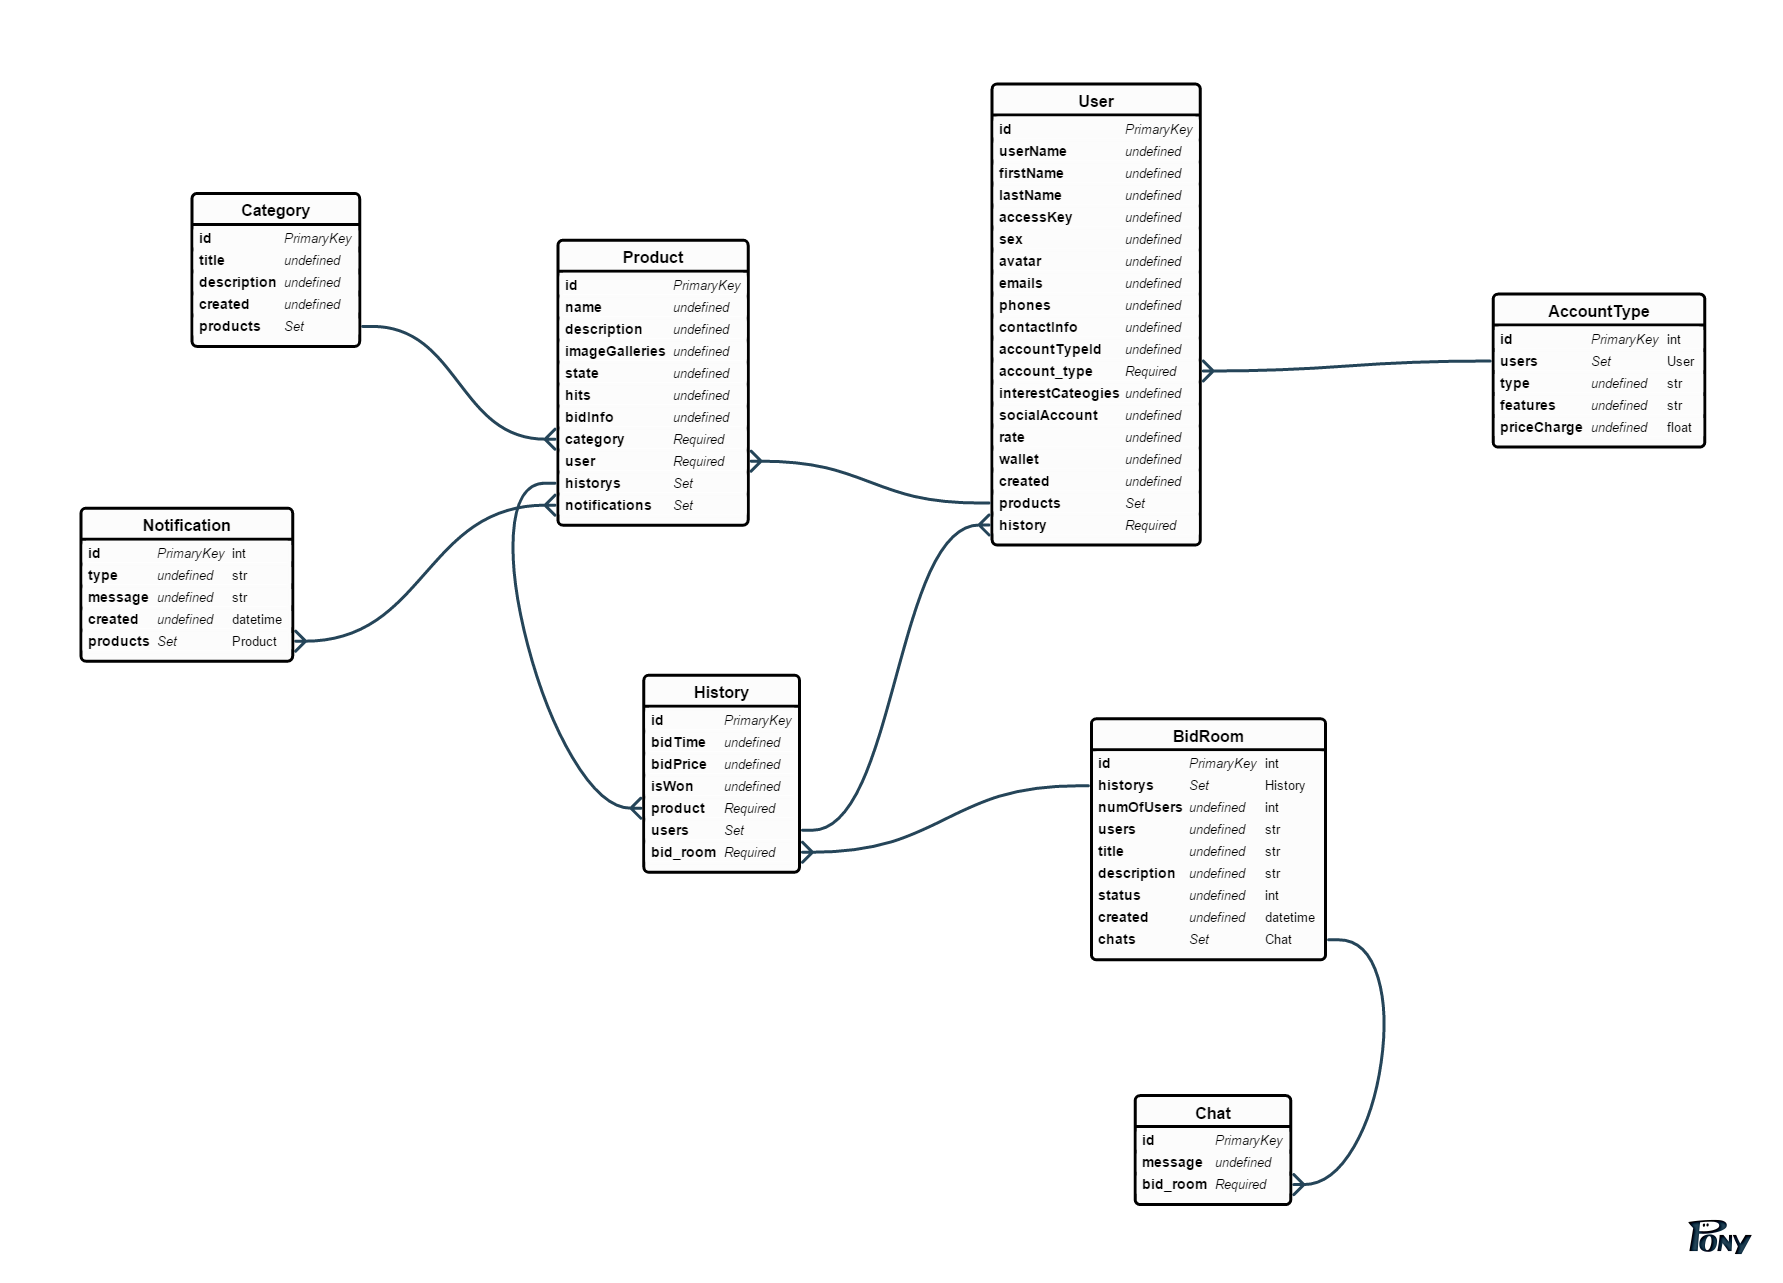 User
id PrimaryKey
userName undefined
firstName undefined
lastName undefined
accessKey undefined
sex undefined
avatar undefined
emails undefined
phones undefined
contactInfo undefined
accountTypeId undefined
account_type Required
interestCateogies undefined
socialAccount undefined
rate undefined
wallet undefined
created undefined
products Set
history Required
Category
id PrimaryKey
title undefined
description undefined
created undefined
products Set
Product
id PrimaryKey
name undefined
description undefined
imageGalleries undefined
state undefined
hits undefined
bidInfo undefined
category Required
user Required
historys Set
notifications Set
AccountType
id PrimaryKey int
users Set User
type undefined str
features undefined str
priceCharge undefined float
Notification
id PrimaryKey int
type undefined str
message undefined str
created undefined datetime
products Set Product
History
id PrimaryKey
bidTime undefined
bidPrice undefined
isWon undefined
product Required
users Set
bid_room Required
BidRoom
id PrimaryKey int
historys Set History
numOfUsers undefined int
users undefined str
title undefined str
description undefined str
status undefined int
created undefined datetime
chats Set Chat
Chat
id PrimaryKey
message undefined
bid_room Required
PONY